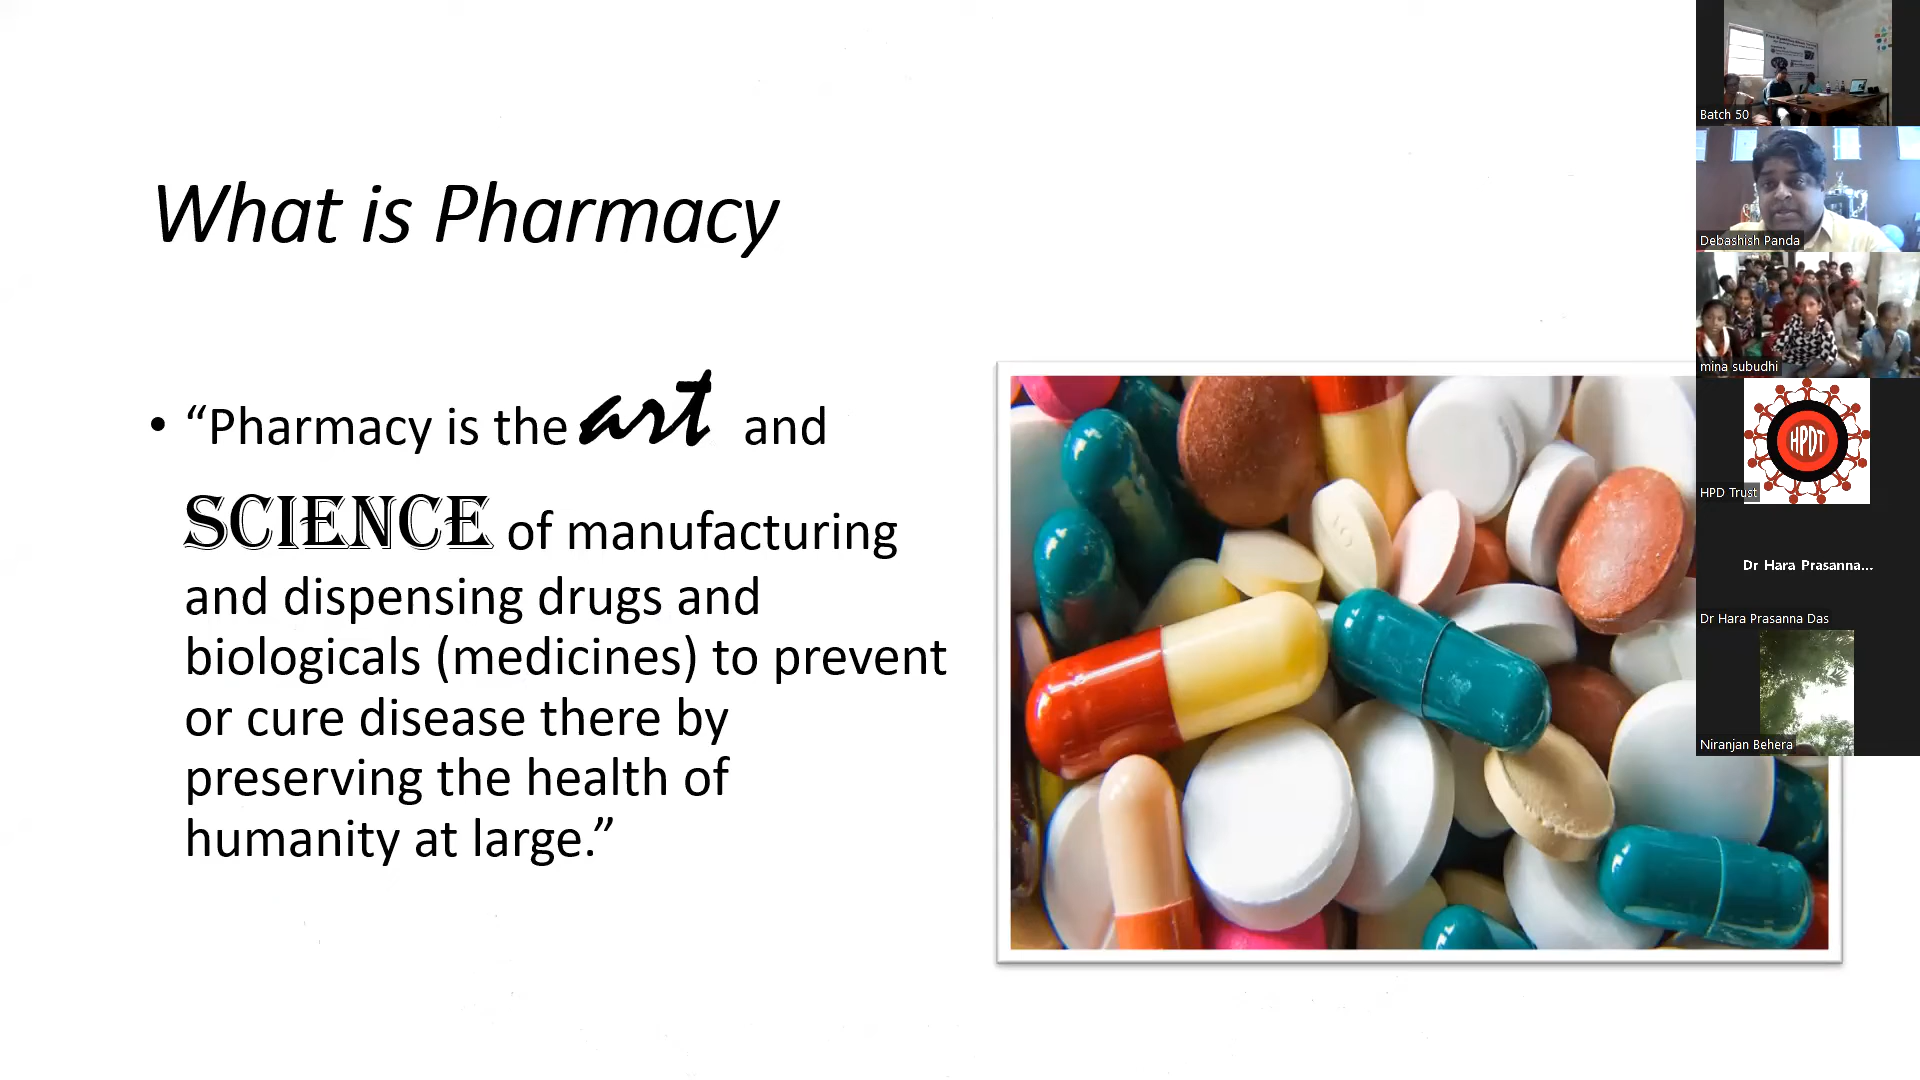 What is Pharmacy
• “Pharmacy is the art and
SCIENCE of manufacturing
and dispensing drugs and
biologicals (medicines) to prevent
or cure disease there by
preserving the health of
humanity at large.”
Batch 50
Debashish Panda
mina subudhi
HPDT
HPD Trust
Dr Hara Prasanna...
Dr Hara Prasanna Das
Niranjan Behera